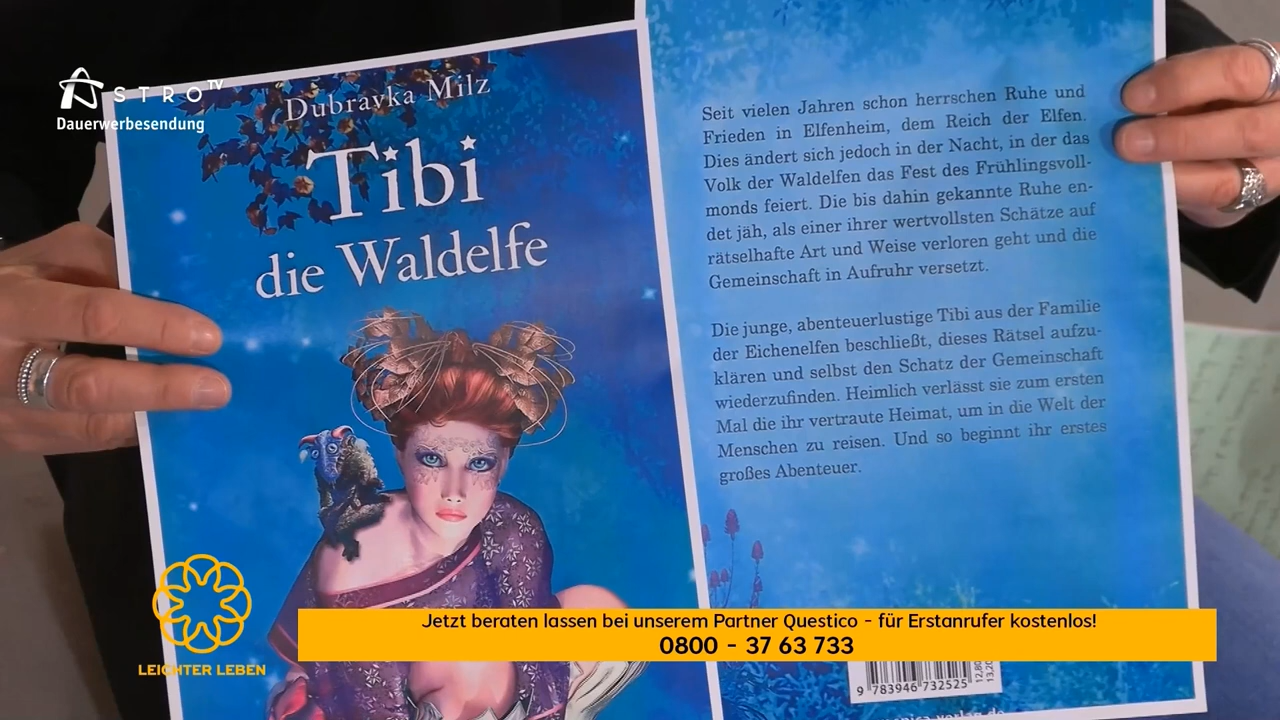 ASTRO TV
Dauerwerbesendung
Dubravka Milz
Tibi
die Waldelfe
Seit vielen Jahren schon herrschen Ruhe und
Frieden in Elfenheim, dem Reich der Elfen.
Dies ändert sich jedoch in der Nacht, in der das
Volk der Waldelfen das Fest des Frühlingsvoll-
monds feiert. Die bis dahin gekannte Ruhe en-
det jäh, als einer ihrer wertvollsten Schätze auf
rätselhafte Art und Weise verloren geht und die
Gemeinschaft in Aufruhr versetzt.
Die junge, abenteuerlustige Tibi aus der Familie
der Eichenelfen beschließt, dieses Rätsel aufzu-
klären und selbst den Schatz der Gemeinschaft
wiederzufinden. Heimlich verlässt sie zum ersten
Mal die ihr vertraute Heimat, um in die Welt der
Menschen zu reisen. Und so beginnt ihr erstes
großes Abenteuer.
LEICHTER LEBEN
Jetzt beraten lassen bei unserem Partner Questico - für Erstanrufer kostenlos!
0800 - 37 63 733
9 783946 732525